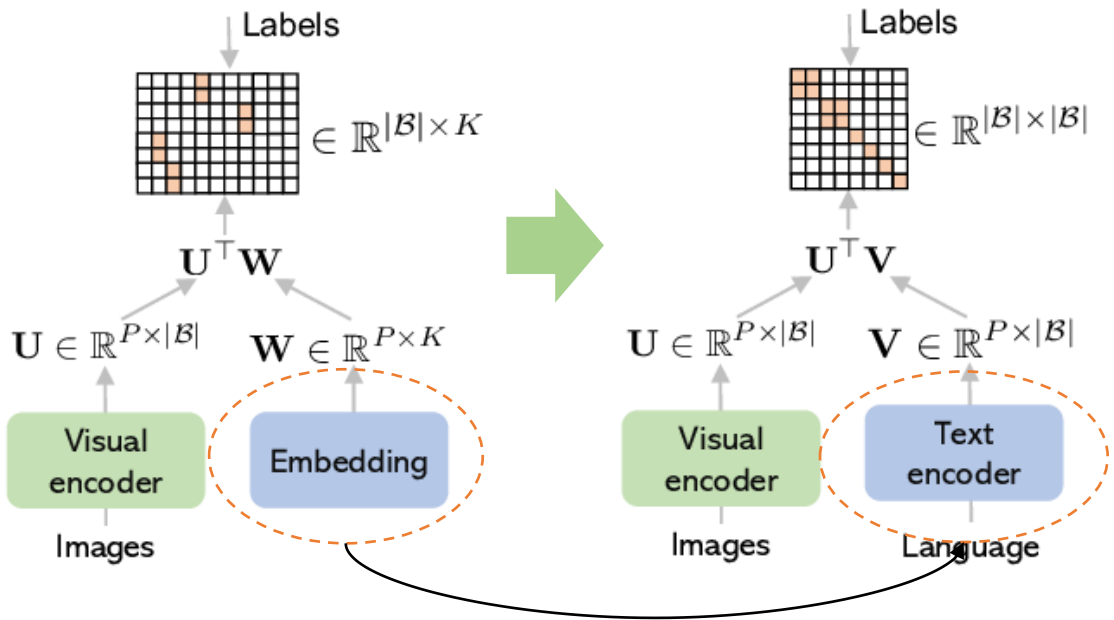 Labels
∈ ℝ^{|ℬ|×K}
U^⊤W
U ∈ ℝ^{P×|ℬ|}
W ∈ ℝ^{P×K}
Visual
encoder
Embedding
Images
Labels
∈ ℝ^{|ℬ|×|ℬ|}
U^⊤V
U ∈ ℝ^{P×|ℬ|}
V ∈ ℝ^{P×|ℬ|}
Visual
encoder
Text
encoder
Images
Language